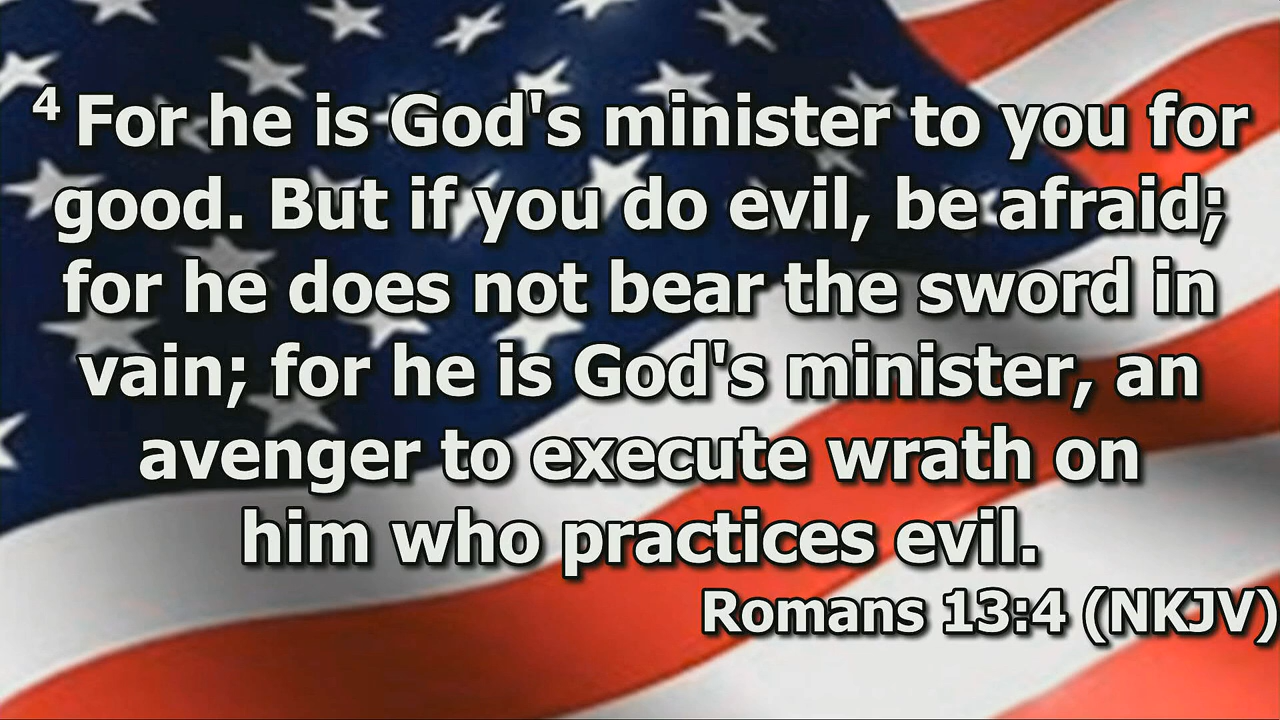 4 For he is God's minister to you for
good. But if you do evil, be afraid;
for he does not bear the sword in
vain; for he is God's minister, an
avenger to execute wrath on
him who practices evil.
Romans 13:4 (NKJV)